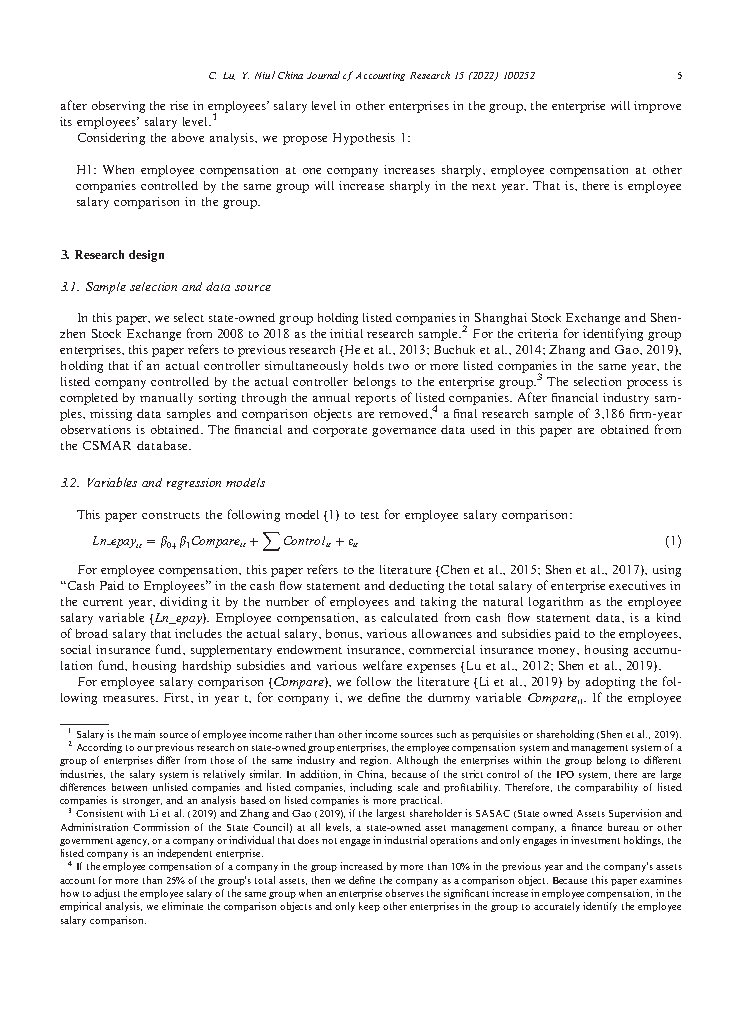 C. Lu, Y. Niu / China Journal of Accounting Research 15 (2022) 100252
5
after observing the rise in employees' salary level in other enterprises in the group, the enterprise will improve
its employees' salary level.1
Considering the above analysis, we propose Hypothesis 1:
H1: When employee compensation at one company increases sharply, employee compensation at other
companies controlled by the same group will increase sharply in the next year. That is, there is employee
salary comparison in the group.
3. Research design
3.1. Sample selection and data source
In this paper, we select state-owned group holding listed companies in Shanghai Stock Exchange and Shen-
zhen Stock Exchange from 2008 to 2018 as the initial research sample.2 For the criteria for identifying group
enterprises, this paper refers to previous research (He et al., 2013; Buchuk et al., 2014; Zhang and Gao, 2019),
holding that if an actual controller simultaneously holds two or more listed companies in the same year, the
listed company controlled by the actual controller belongs to the enterprise group.3 The selection process is
completed by manually sorting through the annual reports of listed companies. After financial industry sam-
ples, missing data samples and comparison objects are removed,4 a final research sample of 3,186 firm-year
observations is obtained. The financial and corporate governance data used in this paper are obtained from
the CSMAR database.
3.2. Variables and regression models
This paper constructs the following model (1) to test for employee salary comparison:
Ln_epay_it = β0+ β1Compare_it + ∑ Control_it + ε_it (1)
For employee compensation, this paper refers to the literature (Chen et al., 2015; Shen et al., 2017), using
"Cash Paid to Employees" in the cash flow statement and deducting the total salary of enterprise executives in
the current year, dividing it by the number of employees and taking the natural logarithm as the employee
salary variable (Ln_epay). Employee compensation, as calculated from cash flow statement data, is a kind
of broad salary that includes the actual salary, bonus, various allowances and subsidies paid to the employees,
social insurance fund, supplementary endowment insurance, commercial insurance money, housing accumu-
lation fund, housing hardship subsidies and various welfare expenses (Lu et al., 2012; Shen et al., 2019).
For employee salary comparison (Compare), we follow the literature (Li et al., 2019) by adopting the fol-
lowing measures. First, in year t, for company i, we define the dummy variable Compare_it. If the employee
1 Salary is the main source of employee income rather than other income sources such as perquisites or shareholding (Shen et al., 2019).
2 According to our previous research on state-owned group enterprises, the employee compensation system and management system of a
group of enterprises differ from those of the same industry and region. Although the enterprises within the group belong to different
industries, the salary system is relatively similar. In addition, in China, because of the strict control of the IPO system, there are large
differences between unlisted companies and listed companies, including scale and profitability. Therefore, the comparability of listed
companies is stronger, and an analysis based on listed companies is more practical.
3 Consistent with Li et al. (2019) and Zhang and Gao (2019), if the largest shareholder is SASAC (State owned Assets Supervision and
Administration Commission of the State Council) at all levels, a state-owned asset management company, a finance bureau or other
government agency, or a company or individual that does not engage in industrial operations and only engages in investment holdings, the
listed company is an independent enterprise.
4 If the employee compensation of a company in the group increased by more than 10% in the previous year and the company's assets
account for more than 25% of the group's total assets, then we define the company as a comparison object. Because this paper examines
how to adjust the employee salary of the same group when an enterprise observes the significant increase in employee compensation, in the
empirical analysis, we eliminate the comparison objects and only keep other enterprises in the group to accurately identify the employee
salary comparison.